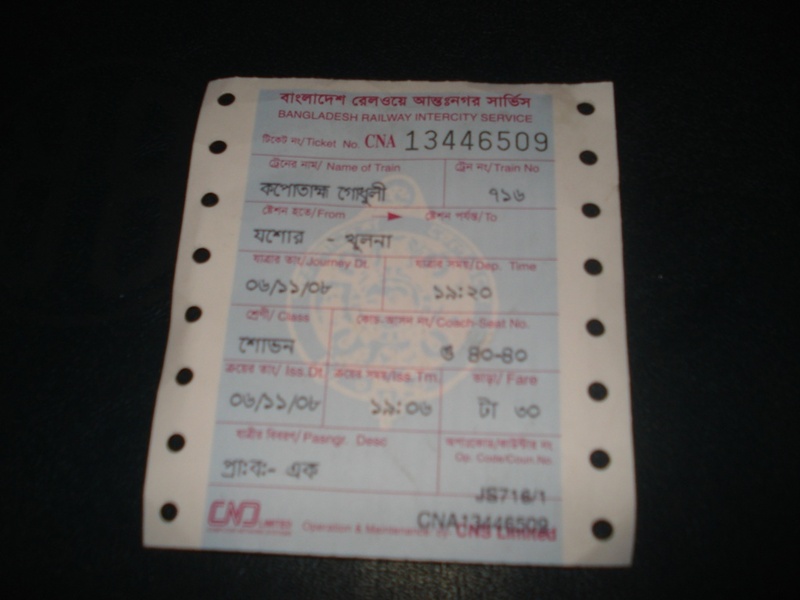 বাংলাদেশ রেলওয়ে আন্তঃনগর সার্ভিস
BANGLADESH RAILWAY INTERCITY SERVICE
টিকেট নং/Ticket No. CNA 13446509
ট্রেনের নাম/ Name of Train ট্রেন নং/Train No
কপোতাক্ষ গোধুলী ৭১৬
ষ্টেশন হতে/From ষ্টেশন পর্যন্ত/To
যশোর - খুলনা
যাত্রার তাং/Journey Dt. যাত্রার সময়/Dep. Time
০৬/১১/০৮ ১৯:২০
শ্রেণী/ Class কোচ-আসন নং/Coach-Seat No.
শোভন ঙ ৪০-৪০
ক্রয়ের তাং/ Iss.Dt. ক্রয়ের সময়/Iss.Tm. ভাড়া/ Fare
০৬/১১/০৮ ১৯:০৬ টা ৩০
যাত্রীর বিবরণ/ Pasngr. Desc অপারেটর/কাউন্টার নং
Op. Code/Coun.No.
প্রা:ব:- এক
JS716/1
CNA13446509
CNS LIMITED Operation & Maintenance by CNS Limited